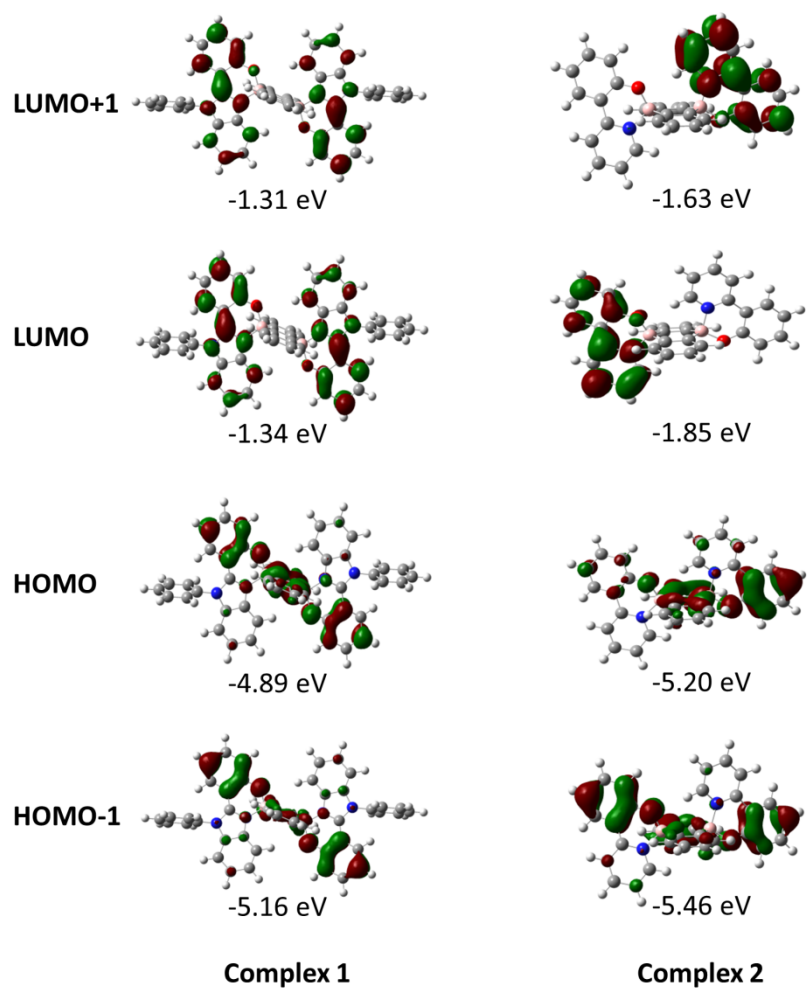 LUMO+1
-1.31 eV
-1.63 eV
LUMO
-1.34 eV
-1.85 eV
HOMO
-4.89 eV
-5.20 eV
HOMO-1
-5.16 eV
-5.46 eV
Complex 1
Complex 2